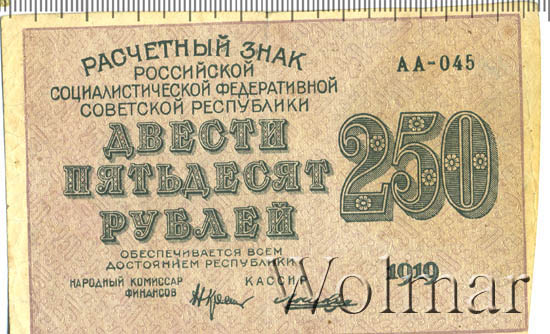 РАСЧЕТНЫЙ ЗНАК
РОССИЙСКОЙ
СОЦИАЛИСТИЧЕСКОЙ ФЕДЕРАТИВНОЙ
СОВЕТСКОЙ РЕСПУБЛИКИ
АА-045
ДВЕСТИ
ПЯТЬДЕСЯТ
РУБЛЕЙ
250
ОБЕСПЕЧИВАЕТСЯ ВСЕМ
ДОСТОЯНИЕМ РЕСПУБЛИКИ
1919
НАРОДНЫЙ КОМИССАР
ФИНАНСОВ
КАССИР
Wolmar